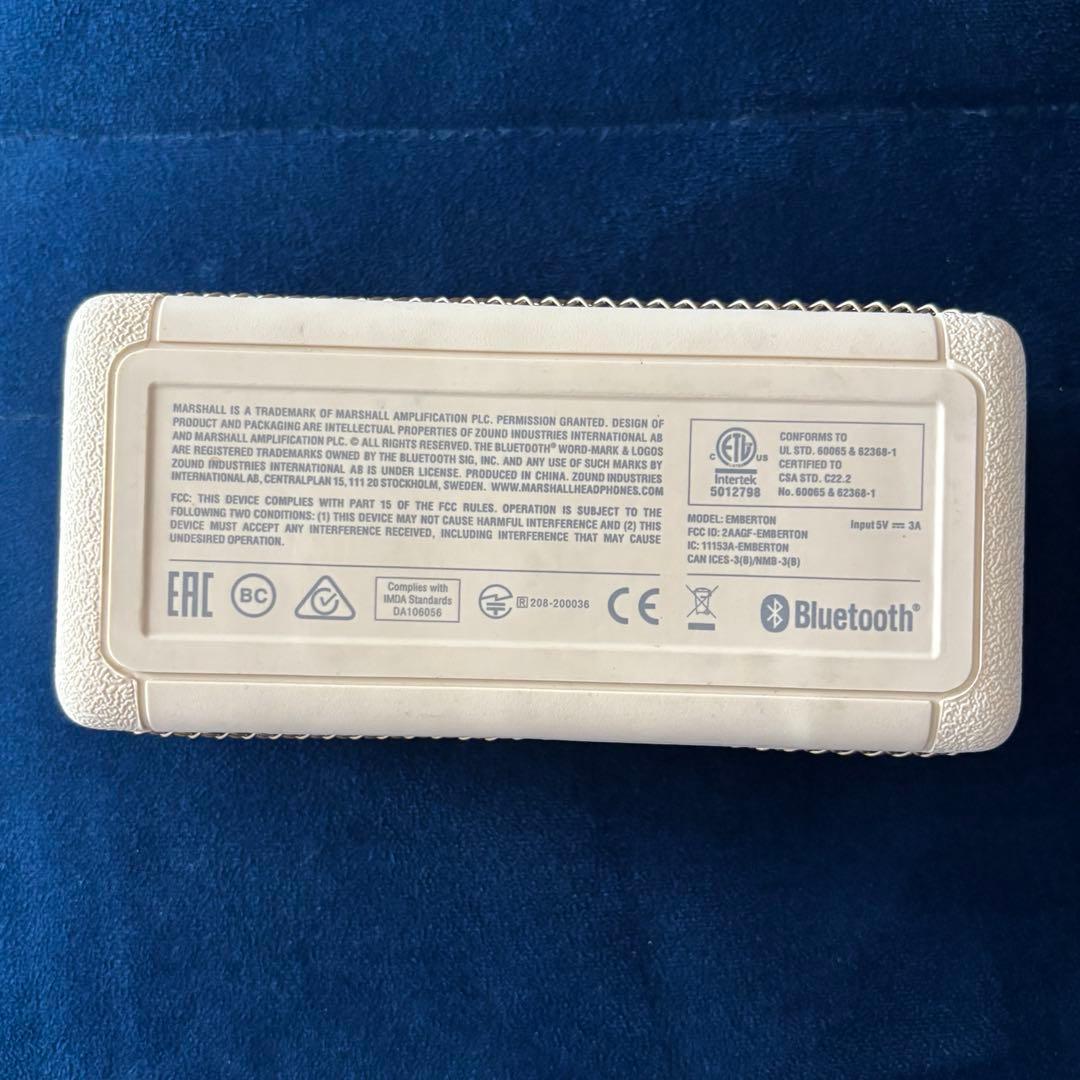 MARSHALL IS A TRADEMARK OF MARSHALL AMPLIFICATION PLC. PERMISSION GRANTED. DESIGN OF
PRODUCT AND PACKAGING ARE INTELLECTUAL PROPERTIES OF ZOUND INDUSTRIES INTERNATIONAL AB
AND MARSHALL AMPLIFICATION PLC. © ALL RIGHTS RESERVED. THE BLUETOOTH® WORD-MARK & LOGOS
ARE REGISTERED TRADEMARKS OWNED BY THE BLUETOOTH SIG, INC. AND ANY USE OF SUCH MARKS BY
ZOUND INDUSTRIES INTERNATIONAL AB IS UNDER LICENSE. PRODUCED IN CHINA. ZOUND INDUSTRIES
INTERNATIONAL AB, CENTRALPLAN 15, 111 20 STOCKHOLM, SWEDEN. WWW.MARSHALLHEADPHONES.COM
FCC: THIS DEVICE COMPLIES WITH PART 15 OF THE FCC RULES. OPERATION IS SUBJECT TO THE
FOLLOWING TWO CONDITIONS: (1) THIS DEVICE MAY NOT CAUSE HARMFUL INTERFERENCE AND (2) THIS
DEVICE MUST ACCEPT ANY INTERFERENCE RECEIVED, INCLUDING INTERFERENCE THAT MAY CAUSE
UNDESIRED OPERATION.
C ETL US
Intertek
5012798
CONFORMS TO
UL STD. 60065 & 62368-1
CERTIFIED TO
CSA STD. C22.2
No. 60065 & 62368-1
MODEL: EMBERTON
Input 5V ⎓ 3A
FCC ID: 2AAGF-EMBERTON
IC: 11153A-EMBERTON
CAN ICES-3(B)/NMB-3(B)
EAC
BC
Complies with
IMDA Standards
DA106056
R 208-200036
CE
Bluetooth®